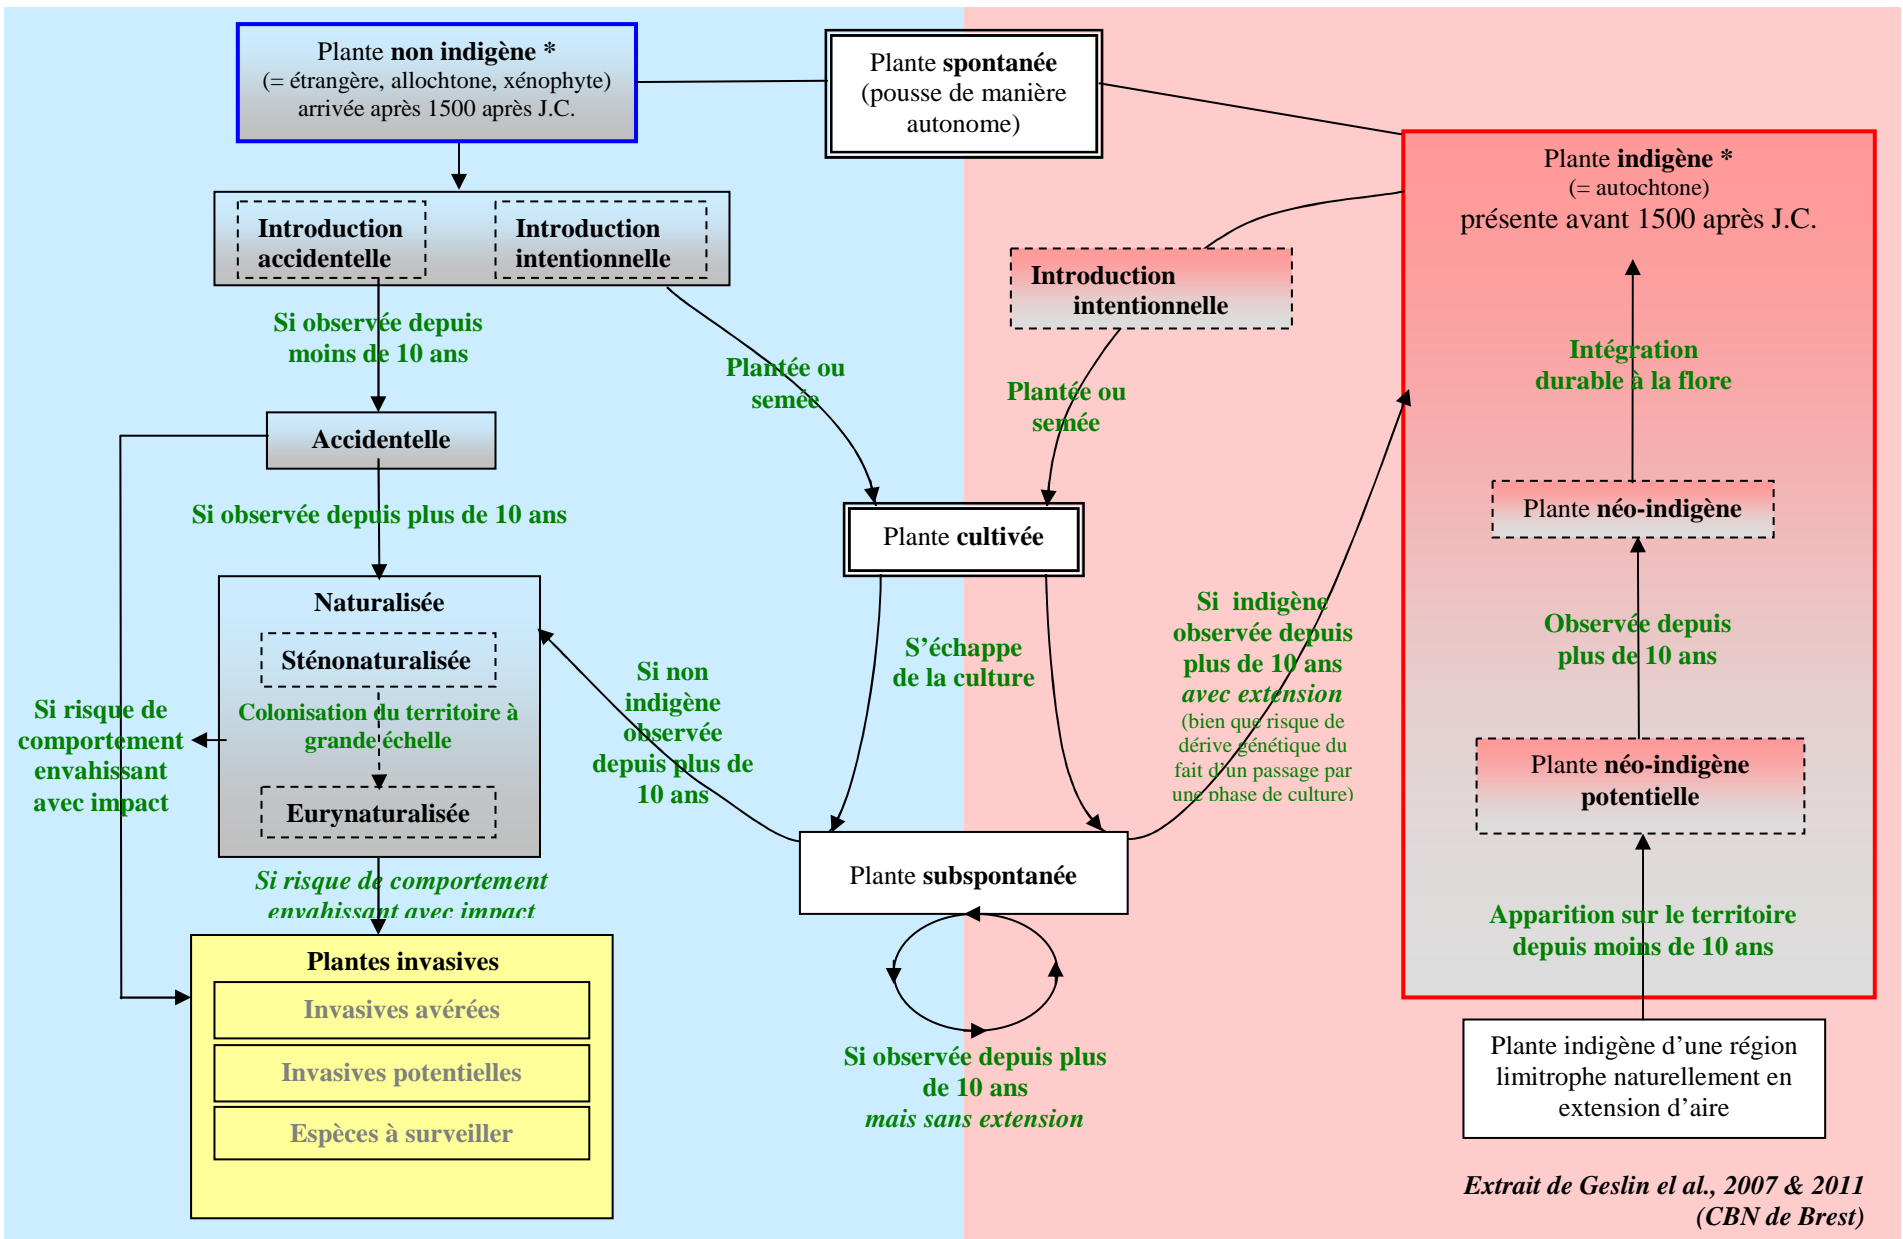 Plante non indigène *
(= étrangère, allochtone, xénophyte)
arrivée après 1500 après J.C.
Plante spontanée
(pousse de manière
autonome)
Plante indigène *
(= autochtone)
présente avant 1500 après J.C.
Introduction
accidentelle
Introduction
intentionnelle
Introduction
intentionnelle
Si observée depuis
moins de 10 ans
Plantée ou
semée
Plantée ou
semée
Intégration
durable à la flore
Accidentelle
Si observée depuis plus de 10 ans
Plante cultivée
Plante néo-indigène
Naturalisée
Sténonaturalisée
Colonisation du territoire à
grande échelle
Eurynaturalisée
Si risque de
comportement
envahissant
avec impact
Si non
indigène
observée
depuis plus de
10 ans
S’échappe
de la culture
Si indigène
observée depuis
plus de 10 ans
avec extension
(bien que risque de
dérive génétique du
fait d’un passage par
une phase de culture)
Observée depuis
plus de 10 ans
Plante néo-indigène
potentielle
Plante subspontanée
Si risque de comportement
envahissant avec impact
Apparition sur le territoire
depuis moins de 10 ans
Plantes invasives
Invasives avérées
Invasives potentielles
Espèces à surveiller
Si observée depuis plus
de 10 ans
mais sans extension
Plante indigène d’une région
limitrophe naturellement en
extension d’aire
Extrait de Geslin el al., 2007 & 2011
(CBN de Brest)